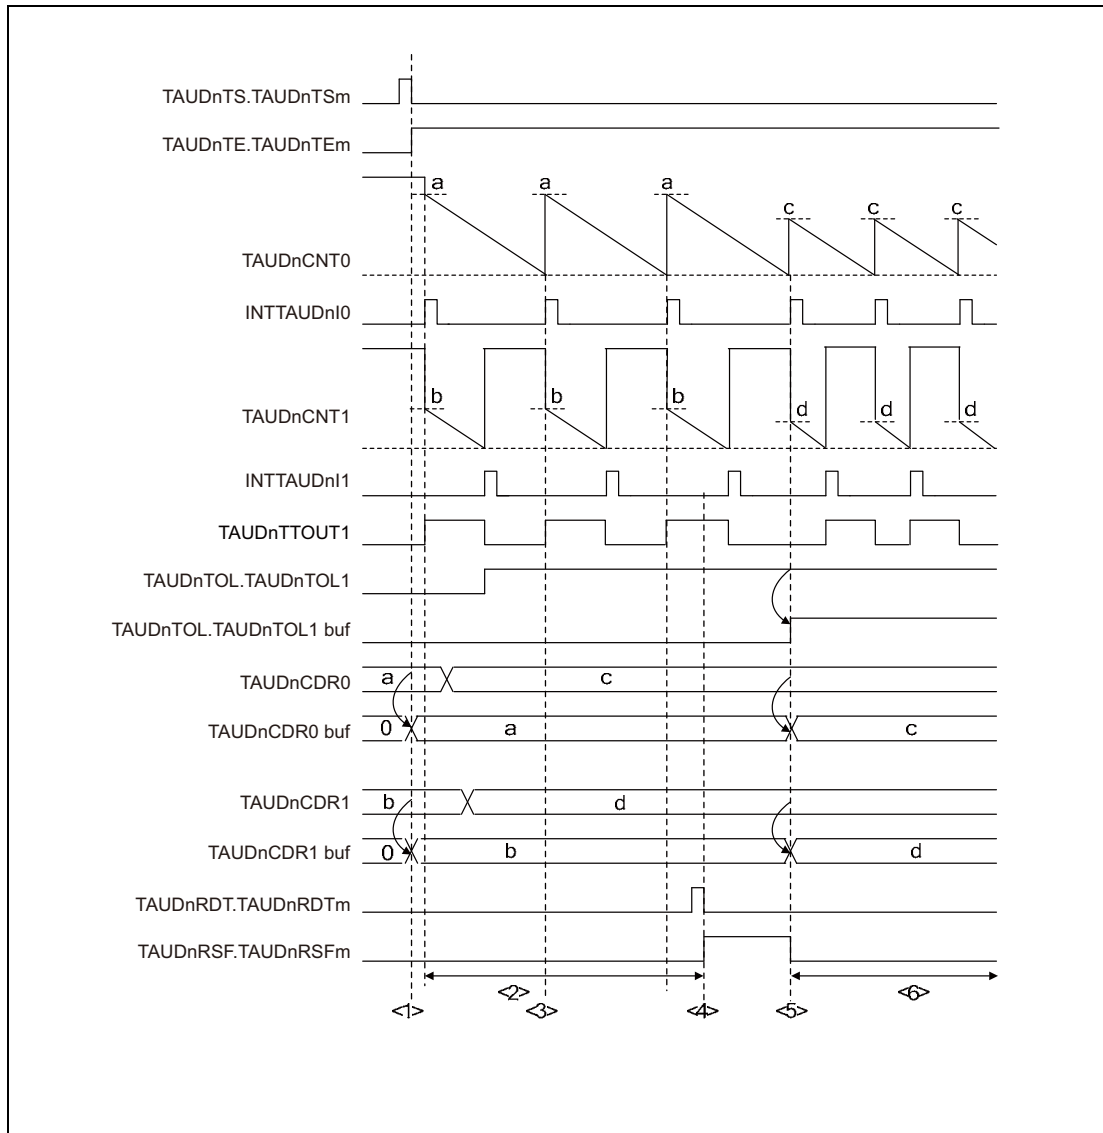 TAUDnTS.TAUDnTSm
TAUDnTE.TAUDnTEm
a a a
c c c
TAUDnCNT0
INTTAUDnI0
b b b
d d d
TAUDnCNT1
INTTAUDnI1
TAUDnTTOUT1
TAUDnTOL.TAUDnTOL1
TAUDnTOL.TAUDnTOL1 buf
TAUDnCDR0 a c
TAUDnCDR0 buf 0 a c
TAUDnCDR1 b d
TAUDnCDR1 buf 0 b d
TAUDnRDT.TAUDnRDTm
TAUDnRSF.TAUDnRSFm
<2> <6>
<1> <3> <4> <5>